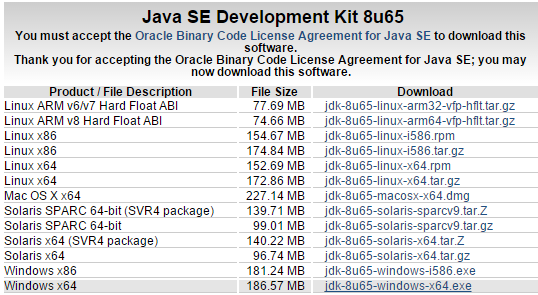 Java SE Development Kit 8u65
You must accept the Oracle Binary Code License Agreement for Java SE to download this
software.
Thank you for accepting the Oracle Binary Code License Agreement for Java SE; you may
now download this software.
Product / File Description File Size Download
Linux ARM v6/v7 Hard Float ABI 77.69 MB jdk-8u65-linux-arm32-vfp-hflt.tar.gz
Linux ARM v8 Hard Float ABI 74.66 MB jdk-8u65-linux-arm64-vfp-hflt.tar.gz
Linux x86 154.67 MB jdk-8u65-linux-i586.rpm
Linux x86 174.84 MB jdk-8u65-linux-i586.tar.gz
Linux x64 152.69 MB jdk-8u65-linux-x64.rpm
Linux x64 172.86 MB jdk-8u65-linux-x64.tar.gz
Mac OS X x64 227.14 MB jdk-8u65-macosx-x64.dmg
Solaris SPARC 64-bit (SVR4 package) 139.71 MB jdk-8u65-solaris-sparcv9.tar.Z
Solaris SPARC 64-bit 99.01 MB jdk-8u65-solaris-sparcv9.tar.gz
Solaris x64 (SVR4 package) 140.22 MB jdk-8u65-solaris-x64.tar.Z
Solaris x64 96.74 MB jdk-8u65-solaris-x64.tar.gz
Windows x86 181.24 MB jdk-8u65-windows-i586.exe
Windows x64 186.57 MB jdk-8u65-windows-x64.exe